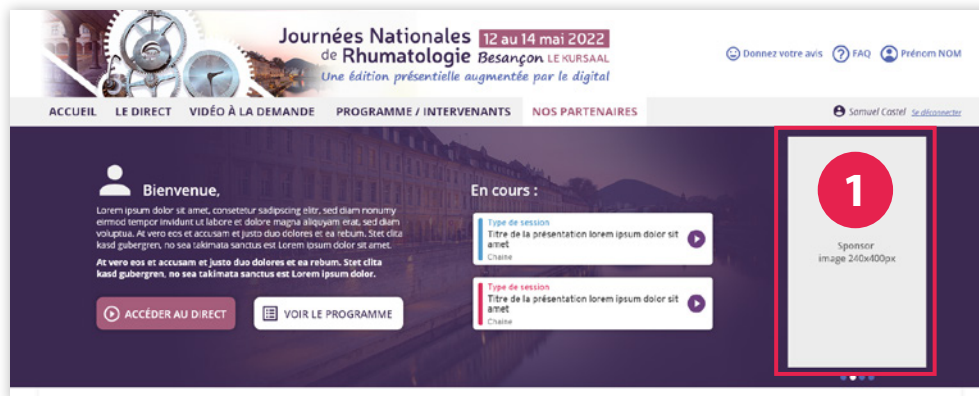 Journées Nationales 12 au 14 mai 2022
de Rhumatologie Besançon LE KURSAAL
Une édition présentielle augmentée par le digital
Donnez votre avis FAQ Prénom NOM
ACCUEIL LE DIRECT VIDÉO À LA DEMANDE PROGRAMME / INTERVENANTS NOS PARTENAIRES
Samuel Castel Se déconnecter
Bienvenue,
Lorem ipsum dolor sit amet, consetetur sadipscing elitr, sed diam nonumy
eirmod tempor invidunt ut labore et dolore magna aliquyam erat, sed diam
voluptua. At vero eos et accusam et justo duo dolores et ea rebum. Stet clita
kasd gubergren, no sea takimata sanctus est Lorem ipsum dolor sit amet.
At vero eos et accusam et justo duo dolores et ea rebum. Stet clita
kasd gubergren, no sea takimata sanctus est Lorem ipsum dolor.
ACCÉDER AU DIRECT
VOIR LE PROGRAMME
En cours :
Type de session
Titre de la présentation lorem ipsum dolor sit
amet
Chaine
Type de session
Titre de la présentation lorem ipsum dolor sit
amet
Chaine
1
Sponsor
image 240x400px